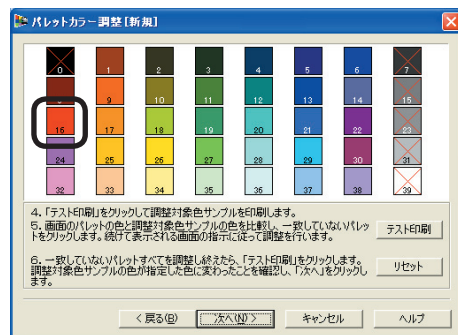 パレットカラー調整[新規]
0 1 2 3 4 5 6 7
8 9 10 11 12 13 14 15
16 17 18 19 20 21 22 23
24 25 26 27 28 29 30 31
32 33 34 35 36 37 38 39
4．「テスト印刷」をクリックして調整対象色サンプルを印刷します。
5．画面のパレットの色と調整対象色サンプルの色を比較し、一致していないパレッ
トをクリックします。続けて表示される画面の指示に従って調整を行います。
テスト印刷
6．一致していないパレットすべてを調整し終えたら、「テスト印刷」をクリックします。
調整対象色サンプルの色が指定した色に変わったことを確認し、「次へ」をクリックし
ます。
リセット
< 戻る(B) 次へ(N) > キャンセル ヘルプ